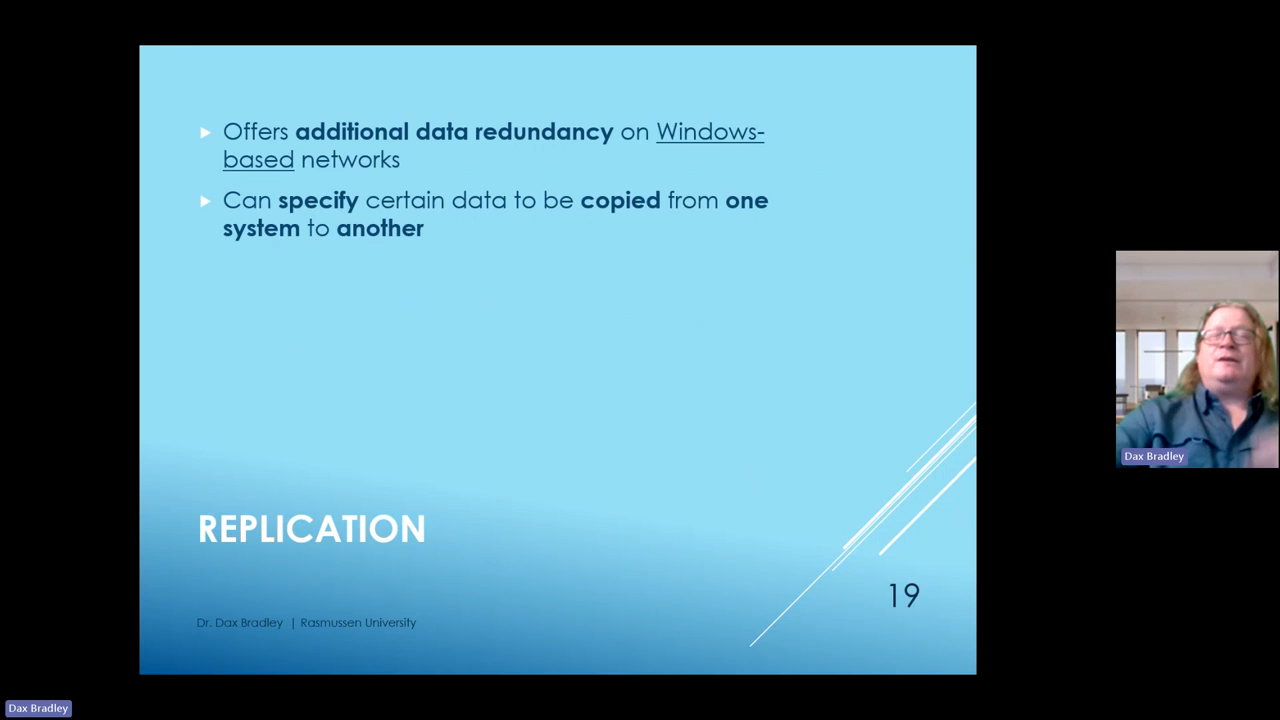 Offers additional data redundancy on Windows-
based networks
Can specify certain data to be copied from one
system to another
REPLICATION
19
Dr. Dax Bradley | Rasmussen University
Dax Bradley
Dax Bradley